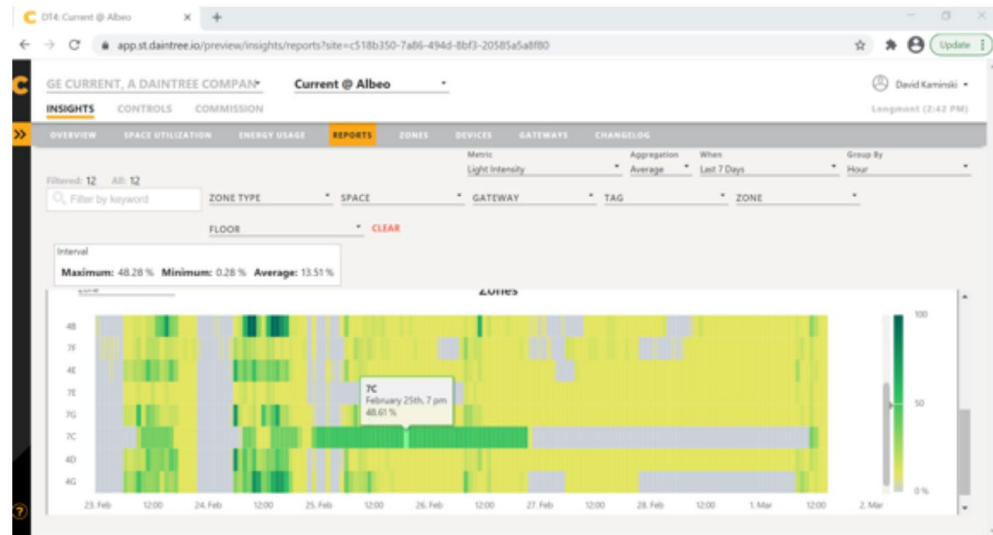 DT4: Current @ Albeo
app.st.daintree.io/preview/insights/reports?site=c518b350-7a86-494d-8bf3-20585a5a8f80
Update
GE CURRENT, A DAINTREE COMPAN
Current @ Albeo
David Kaminski
INSIGHTS CONTROLS COMMISSION
Longmont (2:42 PM)
OVERVIEW SPACE UTILIZATION ENERGY USAGE REPORTS ZONES DEVICES GATEWAYS CHANGELOG
Metric Aggregation When Group By
Light Intensity Average Last 7 Days Hour
Filtered: 12 All: 12
Filter by keyword ZONE TYPE SPACE GATEWAY TAG ZONE
FLOOR CLEAR
Interval
Maximum: 48.28 % Minimum: 0.28 % Average: 13.51 %
Zones
4B
7F
4E
7E
7G
7C
4D
4G
7C
February 25th, 7 pm
48.61 %
100
50
0 %
23. Feb 12:00 24. Feb 12:00 25. Feb 12:00 26. Feb 12:00 27. Feb 12:00 28. Feb 12:00 1. Mar 12:00 2. Mar